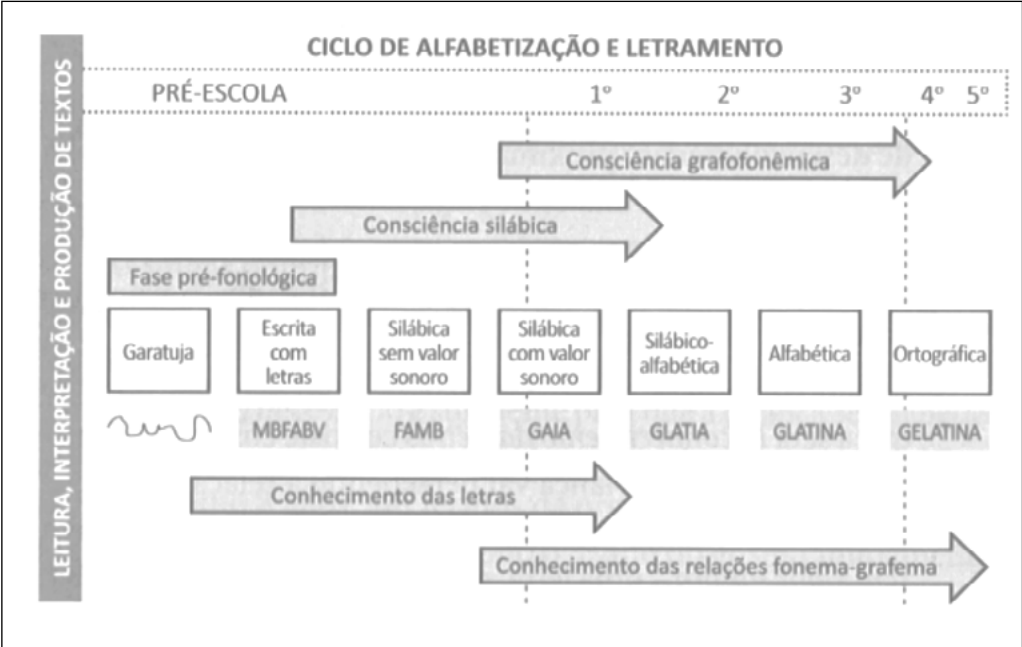 CICLO DE ALFABETIZAÇÃO E LETRAMENTO
LEITURA, INTERPRETAÇÃO E PRODUÇÃO DE TEXTOS
PRÉ-ESCOLA 1º 2º 3º 4º 5º
Consciência grafofonêmica
Consciência silábica
Fase pré-fonológica
Garatuja
Escrita
com
letras
Silábica
sem valor
sonoro
Silábica
com valor
sonoro
Silábico-
alfabética
Alfabética
Ortográfica
MBFABV
FAMB
GAIA
GLATIA
GLATINA
GELATINA
Conhecimento das letras
Conhecimento das relações fonema-grafema